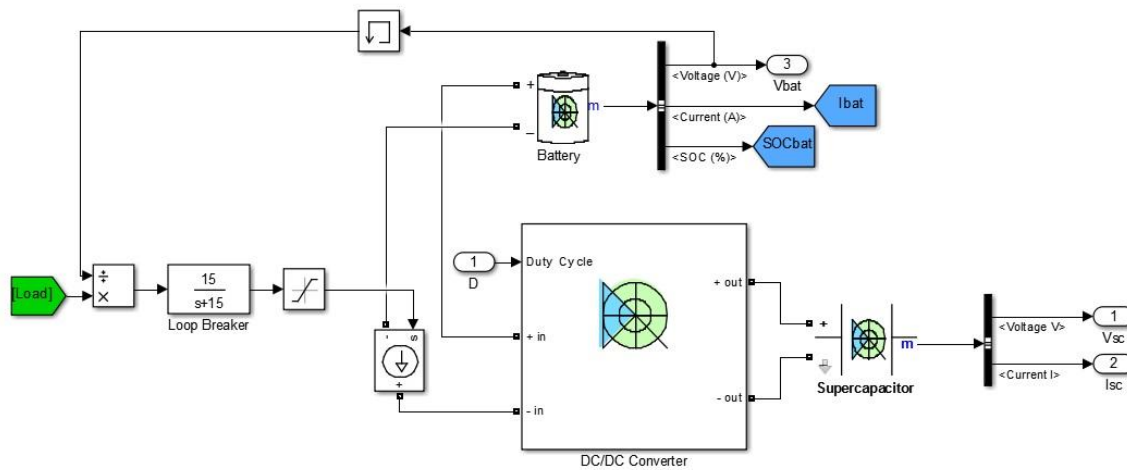 +
−
m
Battery
<Voltage (V)>
3
Vbat
<Current (A)>
Ibat
<SOC (%)>
SOCbat
[Load]
÷
×
15
s+15
Loop Breaker
-
s
+
1
D
Duty Cycle
+ in
- in
+ out
- out
DC/DC Converter
+
m
Supercapacitor
<Voltage V>
1
Vsc
<Current I>
2
Isc